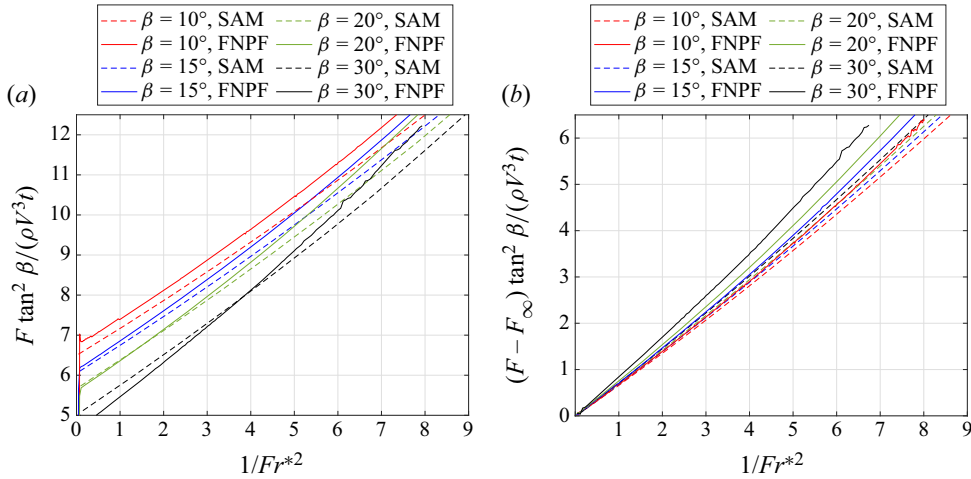 β = 10°, SAM β = 20°, SAM
β = 10°, FNPF β = 20°, FNPF
β = 15°, SAM β = 30°, SAM
β = 15°, FNPF β = 30°, FNPF
(a)
12
11
10
9
8
7
6
5
0 1 2 3 4 5 6 7 8 9
F tan² β/(ρV³t)
1/Fr*²
β = 10°, SAM β = 20°, SAM
β = 10°, FNPF β = 20°, FNPF
β = 15°, SAM β = 30°, SAM
β = 15°, FNPF β = 30°, FNPF
(b)
6
5
4
3
2
1
0
1 2 3 4 5 6 7 8 9
(F − F∞) tan² β/(ρV³t)
1/Fr*²